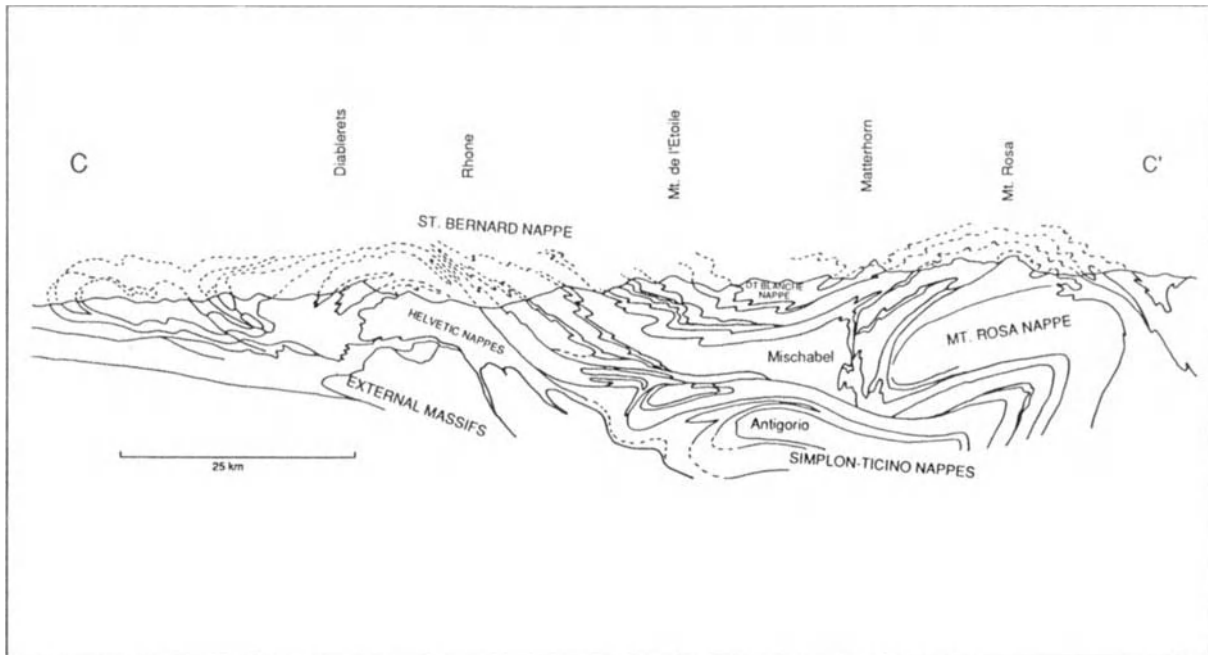 C
Diablerets
Rhone
Mt. de l'Etoile
Matterhorn
Mt. Rosa
C'
ST. BERNARD NAPPE
DT BLANCHE
NAPPE
HELVETIC NAPPES
MT. ROSA NAPPE
Mischabel
EXTERNAL MASSIFS
Antigorio
SIMPLON-TICINO NAPPES
25 km